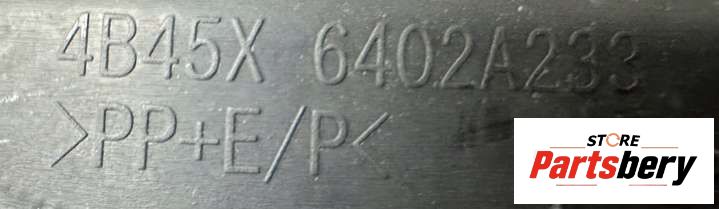 4B45X 6402A233
>PP+E/P<
STORE
Partsbery